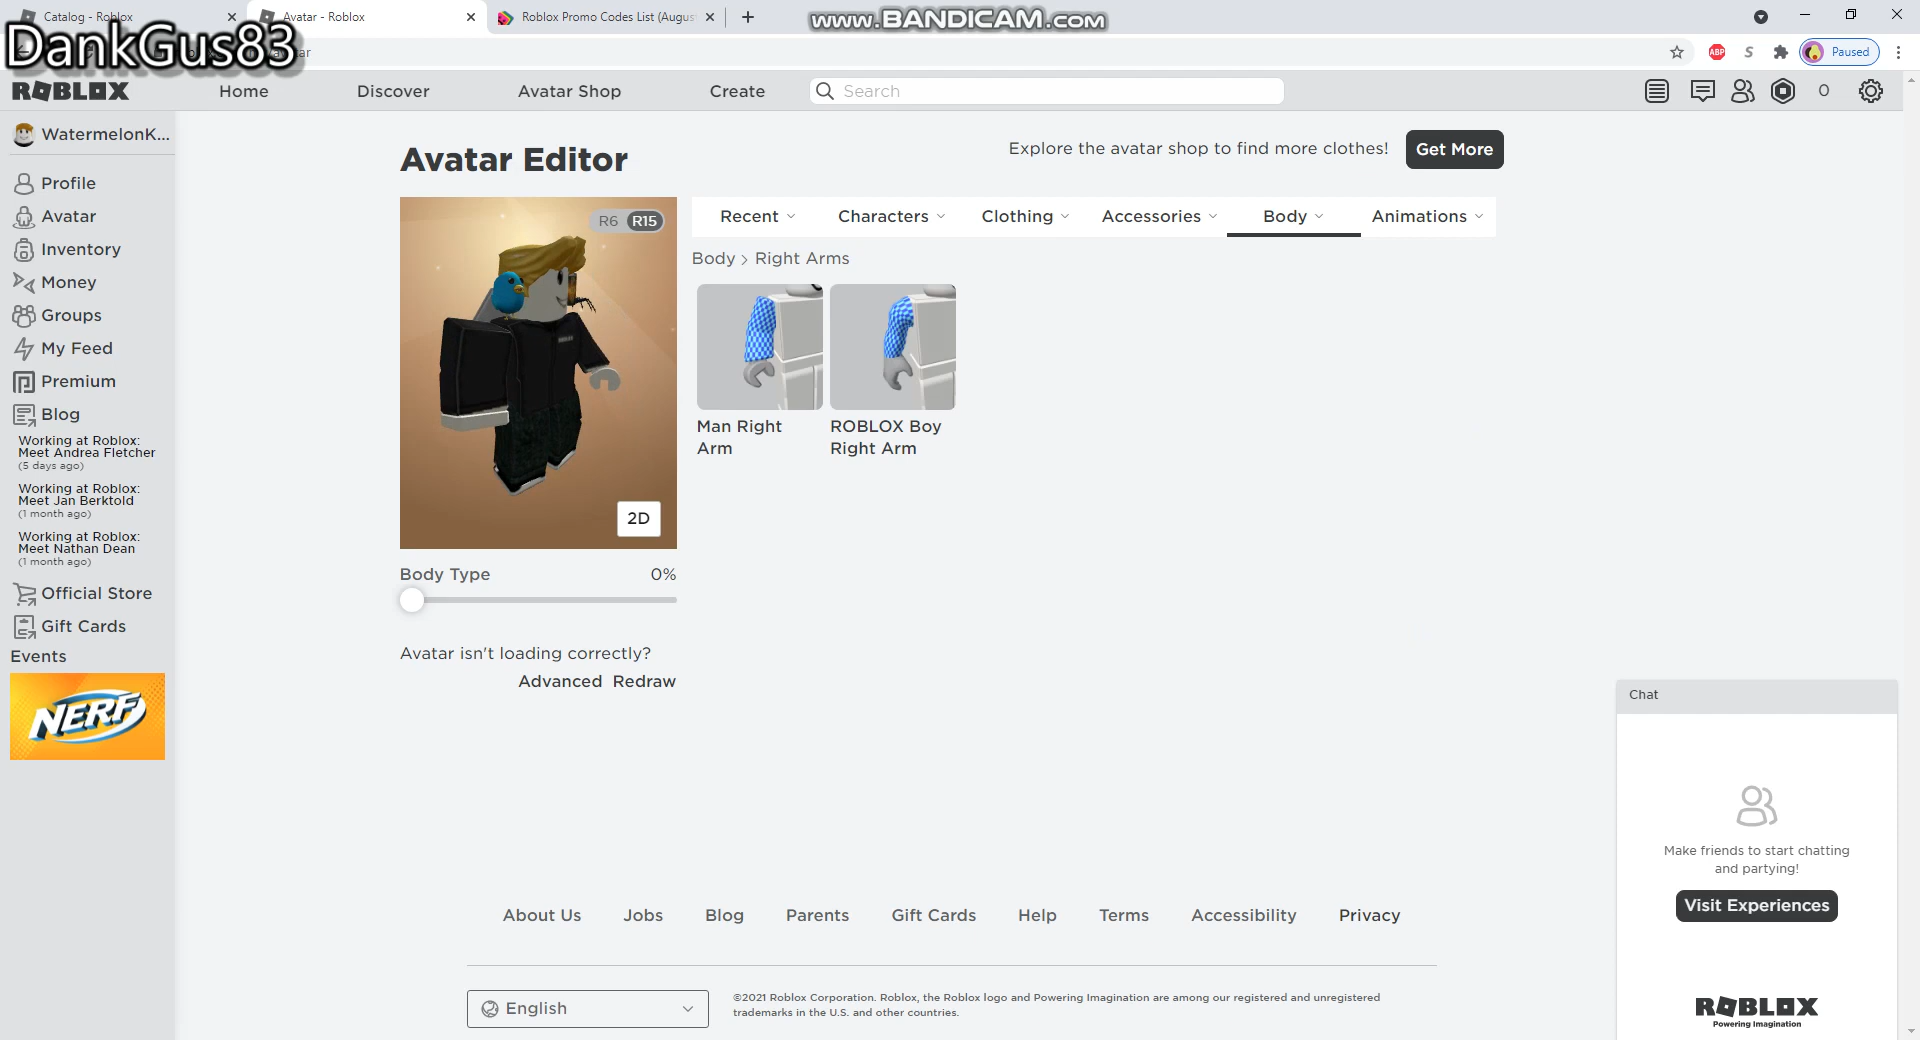 Catalog - Roblox
Avatar - Roblox
Roblox Promo Codes List (Augus
www.BANDICAM.com
DankGus83
ABP
S
Paused
ROBLOX
Home
Discover
Avatar Shop
Create
Search
0
WatermelonK...
Profile
Avatar
Inventory
Money
Groups
My Feed
Premium
Blog
Working at Roblox:
Meet Andrea Fletcher
(5 days ago)
Working at Roblox:
Meet Jan Berktold
(1 month ago)
Working at Roblox:
Meet Nathan Dean
(1 month ago)
Official Store
Gift Cards
Events
NERF
Avatar Editor
Explore the avatar shop to find more clothes!
Get More
R6 R15
2D
Recent
Characters
Clothing
Accessories
Body
Animations
Body > Right Arms
Man Right
Arm
ROBLOX Boy
Right Arm
Body Type
0%
Avatar isn't loading correctly?
Advanced
Redraw
Chat
Make friends to start chatting
and partying!
Visit Experiences
ROBLOX
Powering Imagination
About Us
Jobs
Blog
Parents
Gift Cards
Help
Terms
Accessibility
Privacy
English
©2021 Roblox Corporation. Roblox, the Roblox logo and Powering Imagination are among our registered and unregistered
trademarks in the U.S. and other countries.